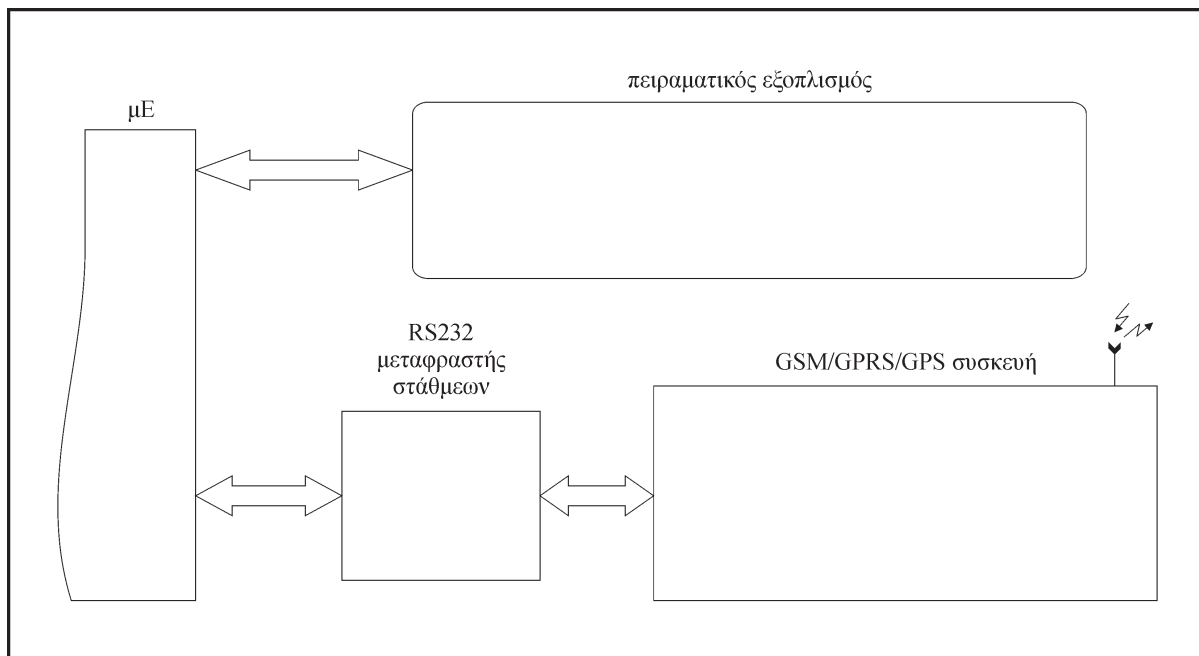 πειραματικός εξοπλισμός
μΕ
RS232
μεταφραστής
στάθμεων
GSM/GPRS/GPS συσκευή